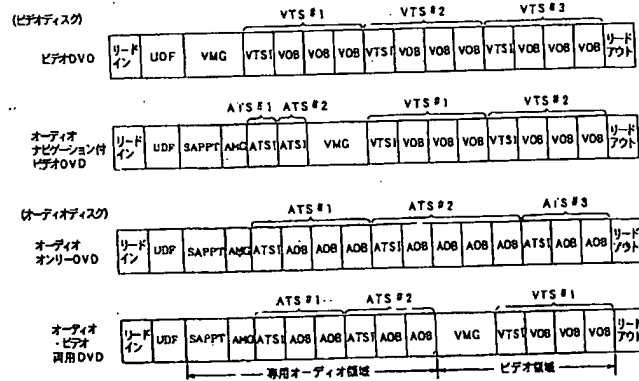 (ビデオディスク)
VTS#1 VTS#2 VTS#3
ビデオDVD リードイン UDF VMG VTSI VOB VOB VOB VTSI VOB VOB VOB VTSI VOB VOB VOB リードアウト
ATS#1 ATS#2 VTS#1 VTS#2
オーディオナビゲーション付ビデオDVD リードイン UDF SAPPT AMG ATSI ATSI VMG VTSI VOB VOB VOB VTSI VOB VOB VOB リードアウト
(オーディオディスク)
ATS#1 ATS#2 ATS#3
オーディオオンリーDVD リードイン UDF SAPPT AMG ATSI AOB AOB AOB ATSI AOB AOB AOB AOB ATSI AOB AOB リードアウト
ATS#1 ATS#2 VTS#1
オーディオ・ビデオ両用DVD リードイン UDF SAPPT AMG ATSI AOB AOB ATSI AOB AOB VMG VTSI VOB VOB VOB リードアウト
専用オーディオ領域 ビデオ領域